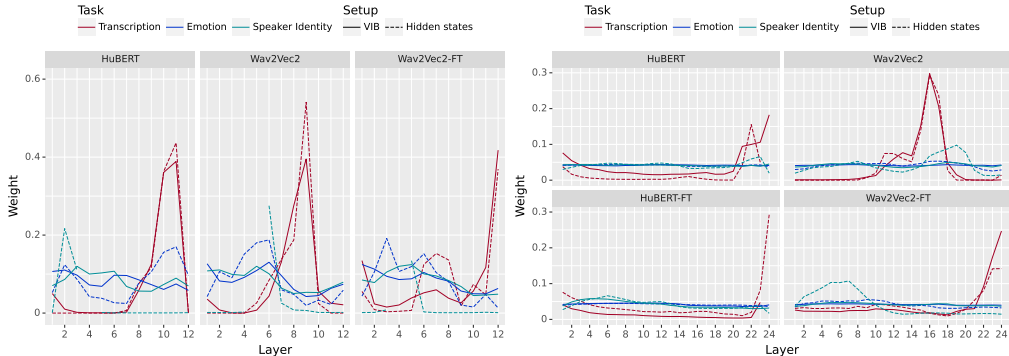 Task Setup
Transcription Emotion Speaker Identity VIB Hidden states
HuBERT Wav2Vec2 Wav2Vec2-FT
0.6
0.4
0.2
0
Weight
2 4 6 8 10 12 2 4 6 8 10 12 2 4 6 8 10 12
Layer
Task Setup
Transcription Emotion Speaker Identity VIB Hidden states
HuBERT Wav2Vec2
0.3
0.2
0.1
0
HuBERT-FT Wav2Vec2-FT
0.3
0.2
0.1
0
Weight
2 4 6 8 10 12 14 16 18 20 22 24 2 4 6 8 10 12 14 16 18 20 22 24
Layer